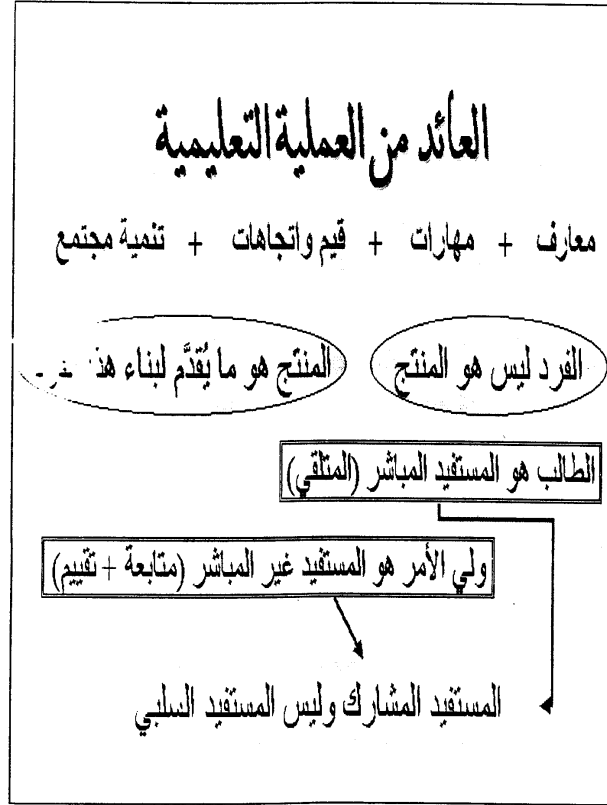 العائد من العملية التعليمية
معارف + مهارات + قيم واتجاهات + تنمية مجتمع
الفرد ليس هو المنتج
المنتج هو ما يُقدَّم لبناء
الطالب هو المستفيد المباشر (المتلقي)
ولي الأمر هو المستفيد غير المباشر (متابعة + تقييم)
المستفيد المشارك وليس المستفيد السلبي